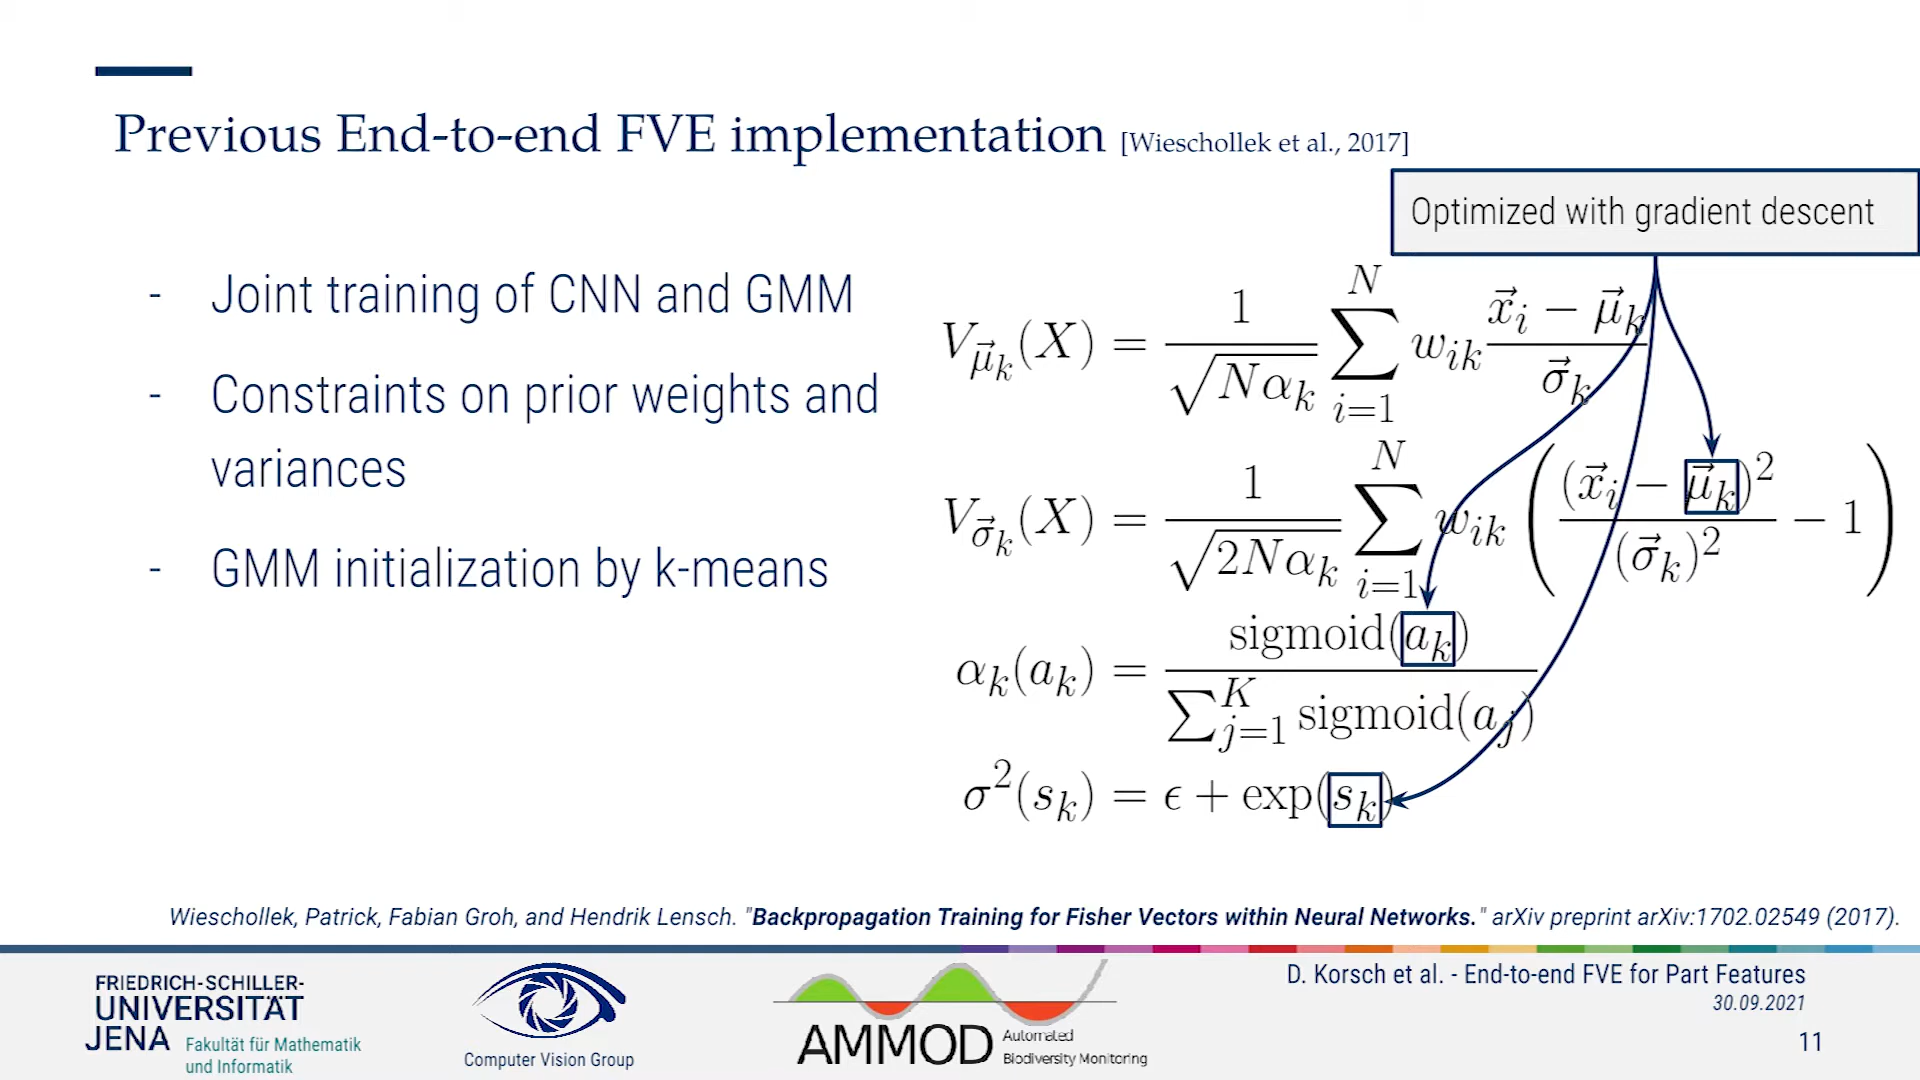 Previous End-to-end FVE implementation [Wieschollek et al., 2017]
Optimized with gradient descent
- Joint training of CNN and GMM
- Constraints on prior weights and
variances
- GMM initialization by k-means
V_{\vec{\mu}_k}(X) = \frac{1}{\sqrt{N\alpha_k}} \sum_{i=1}^{N} w_{ik} \frac{\vec{x}_i - \vec{\mu}_k}{\vec{\sigma}_k}
V_{\vec{\sigma}_k}(X) = \frac{1}{\sqrt{2N\alpha_k}} \sum_{i=1}^{N} w_{ik} \left( \frac{(\vec{x}_i - \vec{\mu}_k)^2}{(\vec{\sigma}_k)^2} - 1 \right)
\alpha_k(a_k) = \frac{\text{sigmoid}(a_k)}{\sum_{j=1}^{K} \text{sigmoid}(a_j)}
\sigma^2(s_k) = \epsilon + \exp(s_k)
Wieschollek, Patrick, Fabian Groh, and Hendrik Lensch. "Backpropagation Training for Fisher Vectors within Neural Networks." arXiv preprint arXiv:1702.02549 (2017).
FRIEDRICH-SCHILLER-
UNIVERSITÄT
JENA Fakultät für Mathematik
und Informatik
Computer Vision Group
AMMOD Automated
Biodiversity Monitoring
D. Korsch et al. - End-to-end FVE for Part Features
30.09.2021
11